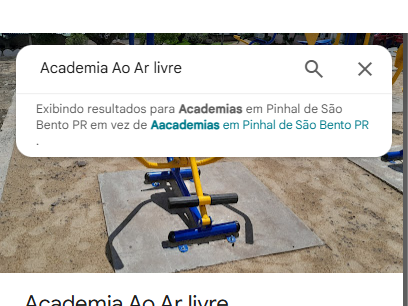 Academia Ao Ar livre
Exibindo resultados para Academias em Pinhal de São
Bento PR em vez de Aacademias em Pinhal de São Bento PR
.
Academia Ao Ar livre